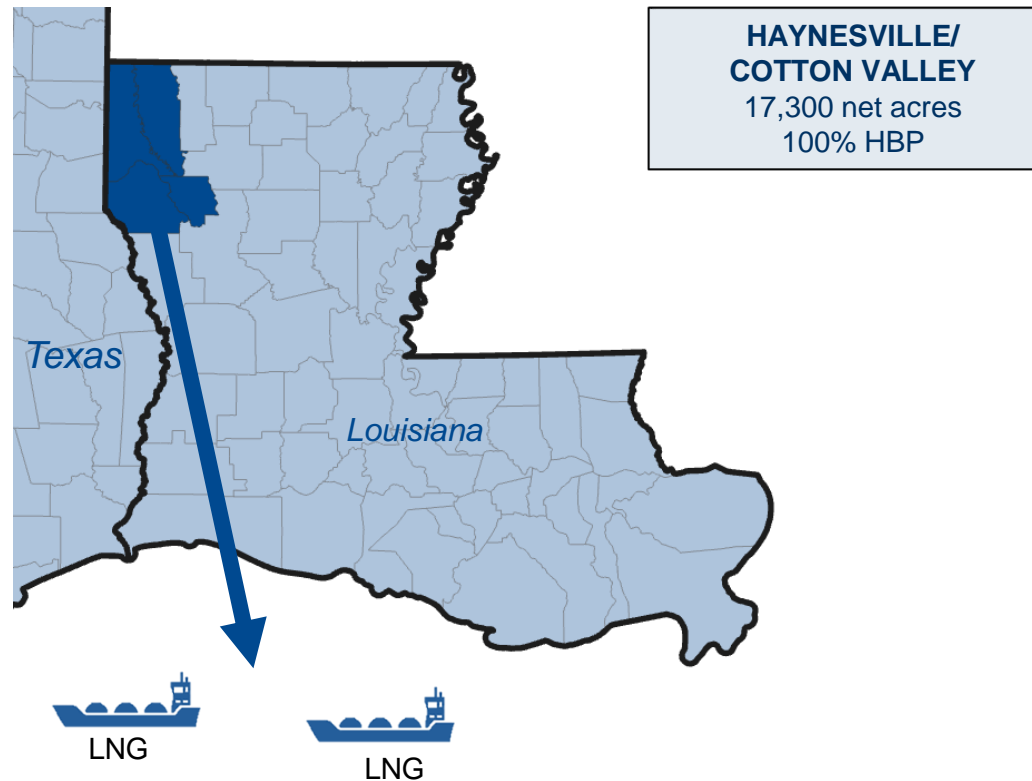 HAYNESVILLE/
COTTON VALLEY
17,300 net acres
100% HBP
Texas
Louisiana
LNG
LNG